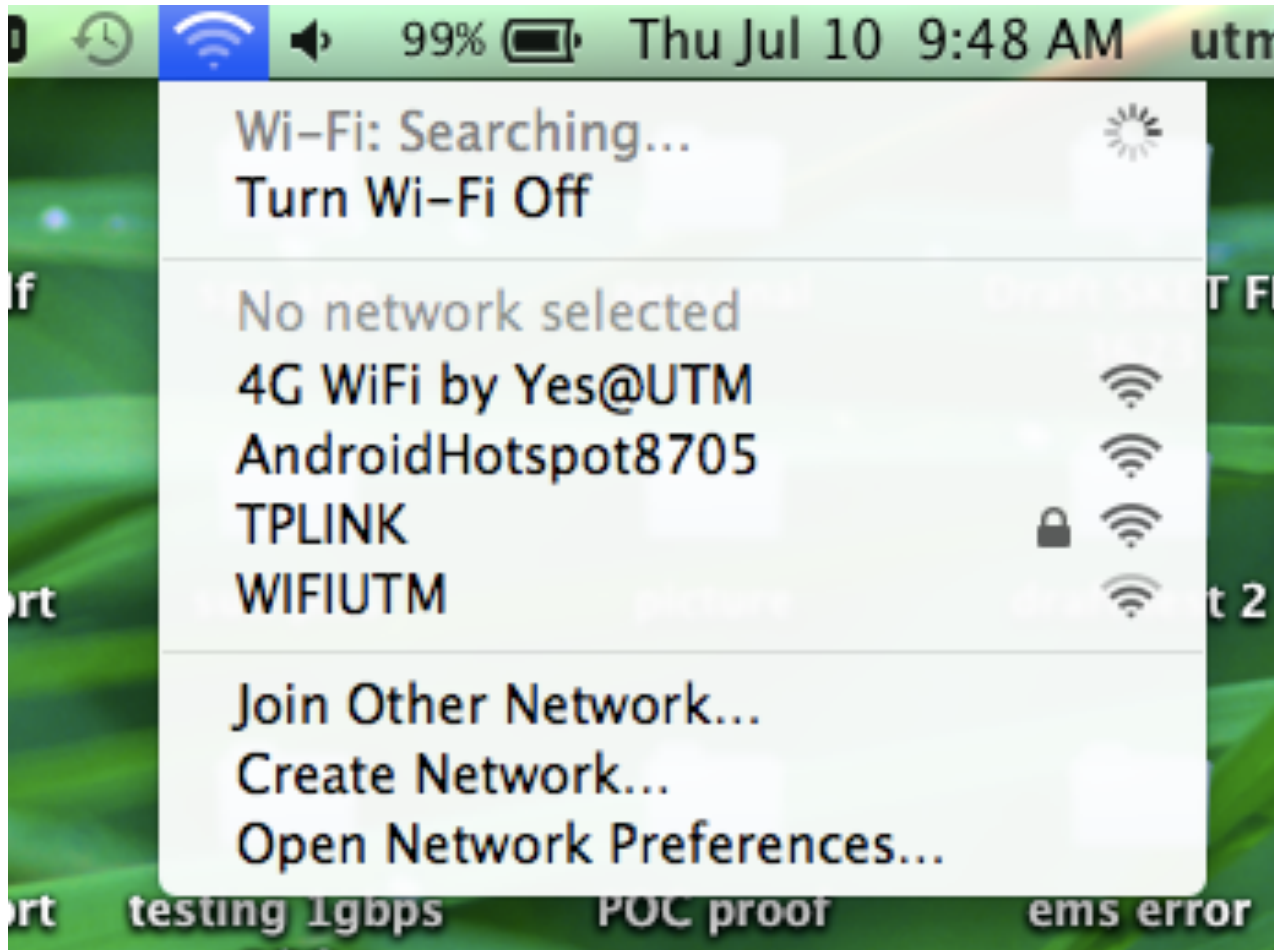 99% Thu Jul 10 9:48 AM utm
Wi-Fi: Searching...
Turn Wi-Fi Off
No network selected
4G WiFi by Yes@UTM
AndroidHotspot8705
TPLINK
WIFIUTM
picture
t 2
Join Other Network...
Create Network...
Open Network Preferences...
testing 1gbps POC proof ems error